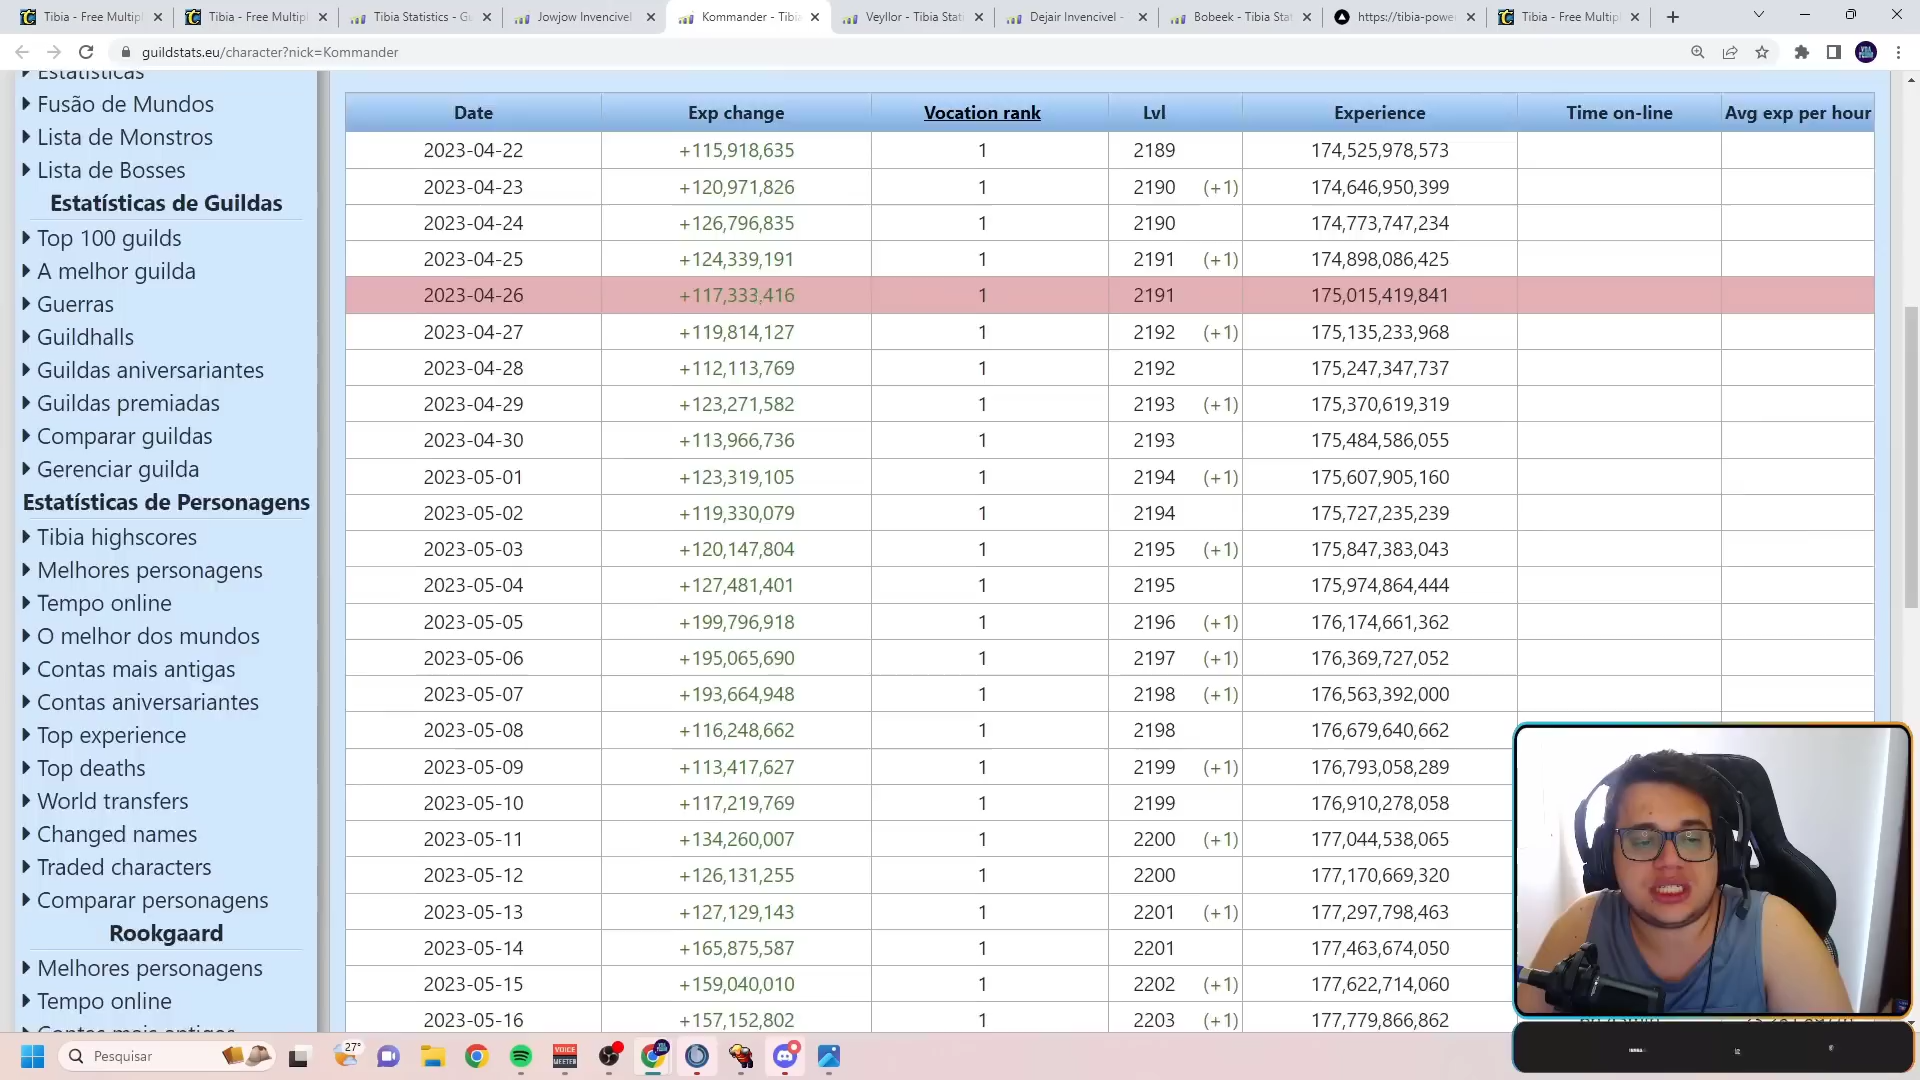 Tibia - Free Multipl
Tibia - Free Multipl
Tibia Statistics - Gu
Jowjow Invencivel
Kommander - Tibia
Veyllor - Tibia Stati
Dejair Invencivel -
Bobeek - Tibia Stat
https://tibia-powe
Tibia - Free Multipl
guildstats.eu/character?nick=Kommander
Estatísticas
Fusão de Mundos
Lista de Monstros
Lista de Bosses
Estatísticas de Guildas
Top 100 guilds
A melhor guilda
Guerras
Guildhalls
Guildas aniversariantes
Guildas premiadas
Comparar guildas
Gerenciar guilda
Estatísticas de Personagens
Tibia highscores
Melhores personagens
Tempo online
O melhor dos mundos
Contas mais antigas
Contas aniversariantes
Top experience
Top deaths
World transfers
Changed names
Traded characters
Comparar personagens
Rookgaard
Melhores personagens
Tempo online
Contas mais antigas
Date Exp change Vocation rank Lvl Experience Time on-line Avg exp per hour
2023-04-22 +115,918,635 1 2189 174,525,978,573
2023-04-23 +120,971,826 1 2190 (+1) 174,646,950,399
2023-04-24 +126,796,835 1 2190 174,773,747,234
2023-04-25 +124,339,191 1 2191 (+1) 174,898,086,425
2023-04-26 +117,333,416 1 2191 175,015,419,841
2023-04-27 +119,814,127 1 2192 (+1) 175,135,233,968
2023-04-28 +112,113,769 1 2192 175,247,347,737
2023-04-29 +123,271,582 1 2193 (+1) 175,370,619,319
2023-04-30 +113,966,736 1 2193 175,484,586,055
2023-05-01 +123,319,105 1 2194 (+1) 175,607,905,160
2023-05-02 +119,330,079 1 2194 175,727,235,239
2023-05-03 +120,147,804 1 2195 (+1) 175,847,383,043
2023-05-04 +127,481,401 1 2195 175,974,864,444
2023-05-05 +199,796,918 1 2196 (+1) 176,174,661,362
2023-05-06 +195,065,690 1 2197 (+1) 176,369,727,052
2023-05-07 +193,664,948 1 2198 (+1) 176,563,392,000
2023-05-08 +116,248,662 1 2198 176,679,640,662
2023-05-09 +113,417,627 1 2199 (+1) 176,793,058,289
2023-05-10 +117,219,769 1 2199 176,910,278,058
2023-05-11 +134,260,007 1 2200 (+1) 177,044,538,065
2023-05-12 +126,131,255 1 2200 177,170,669,320
2023-05-13 +127,129,143 1 2201 (+1) 177,297,798,463
2023-05-14 +165,875,587 1 2201 177,463,674,050
2023-05-15 +159,040,010 1 2202 (+1) 177,622,714,060
2023-05-16 +157,152,802 1 2203 (+1) 177,779,866,862
Pesquisar
27°
VOICE
MEETER